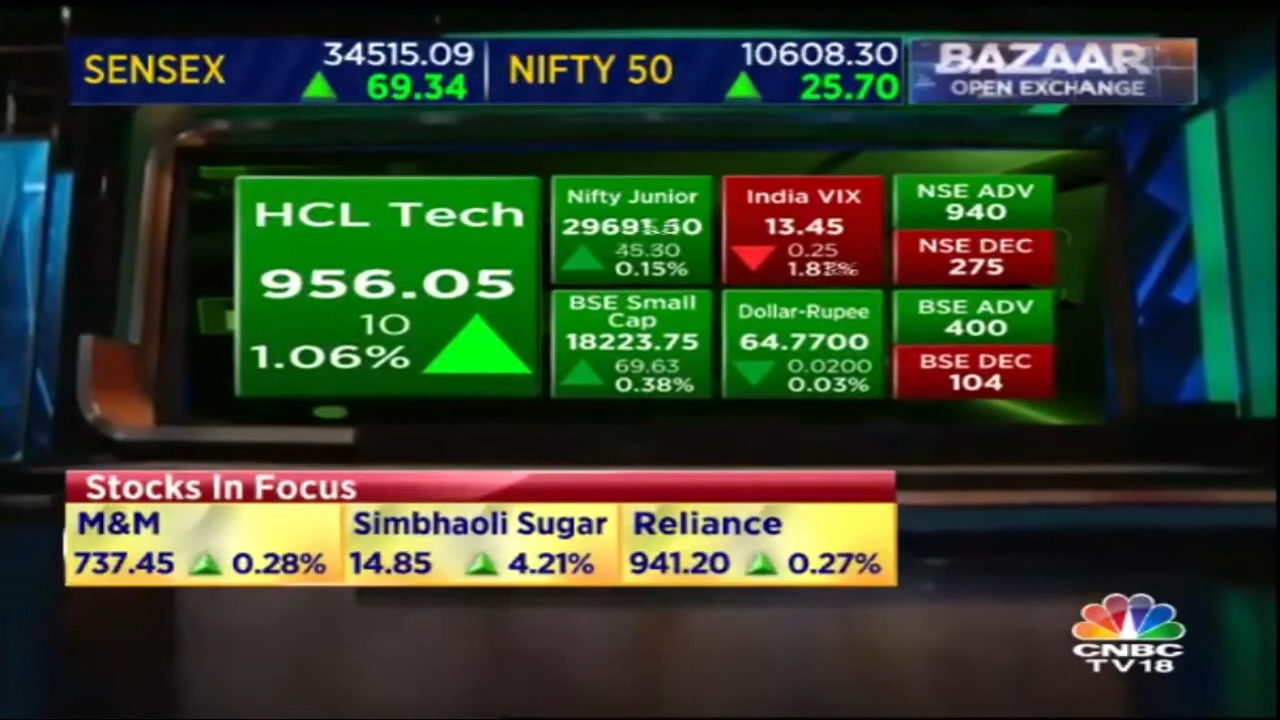 SENSEX
34515.09
69.34
NIFTY 50
10608.30
25.70
BAZAAR
OPEN EXCHANGE
HCL Tech
956.05
10
1.06%
Nifty Junior
45.30
0.15%
India VIX
13.45
0.25
NSE ADV
940
NSE DEC
275
BSE Small
Cap
18223.75
69.63
0.38%
Dollar-Rupee
64.7700
0.0200
0.03%
BSE ADV
400
BSE DEC
104
Stocks In Focus
M&M
737.45 0.28%
Simbhaoli Sugar
14.85 4.21%
Reliance
941.20 0.27%
CNBC
TV18